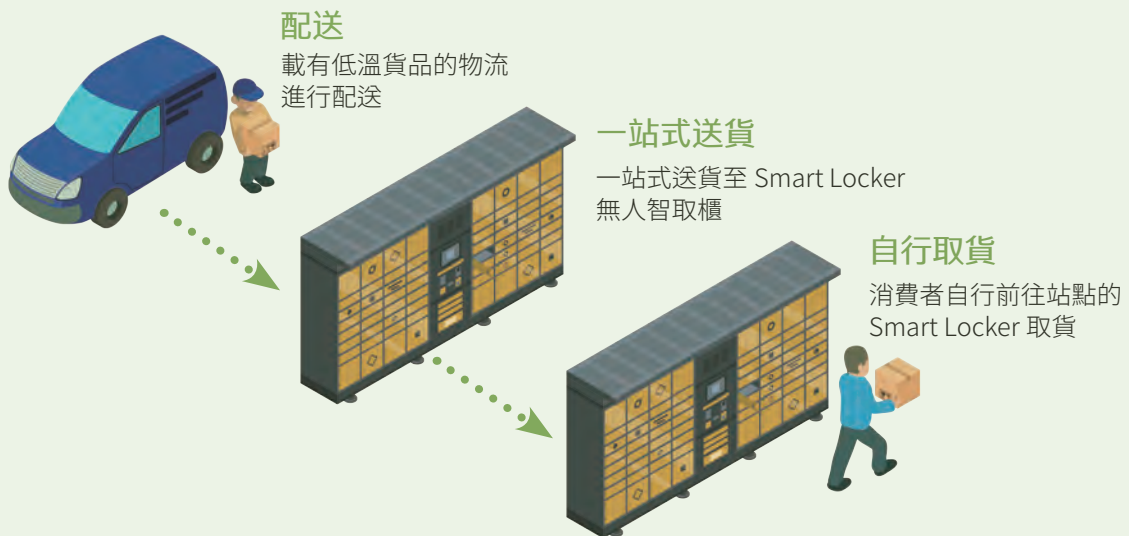 配送
載有低溫貨品的物流
進行配送
一站式送貨
一站式送貨至 Smart Locker
無人智取櫃
自行取貨
消費者自行前往站點的
Smart Locker 取貨